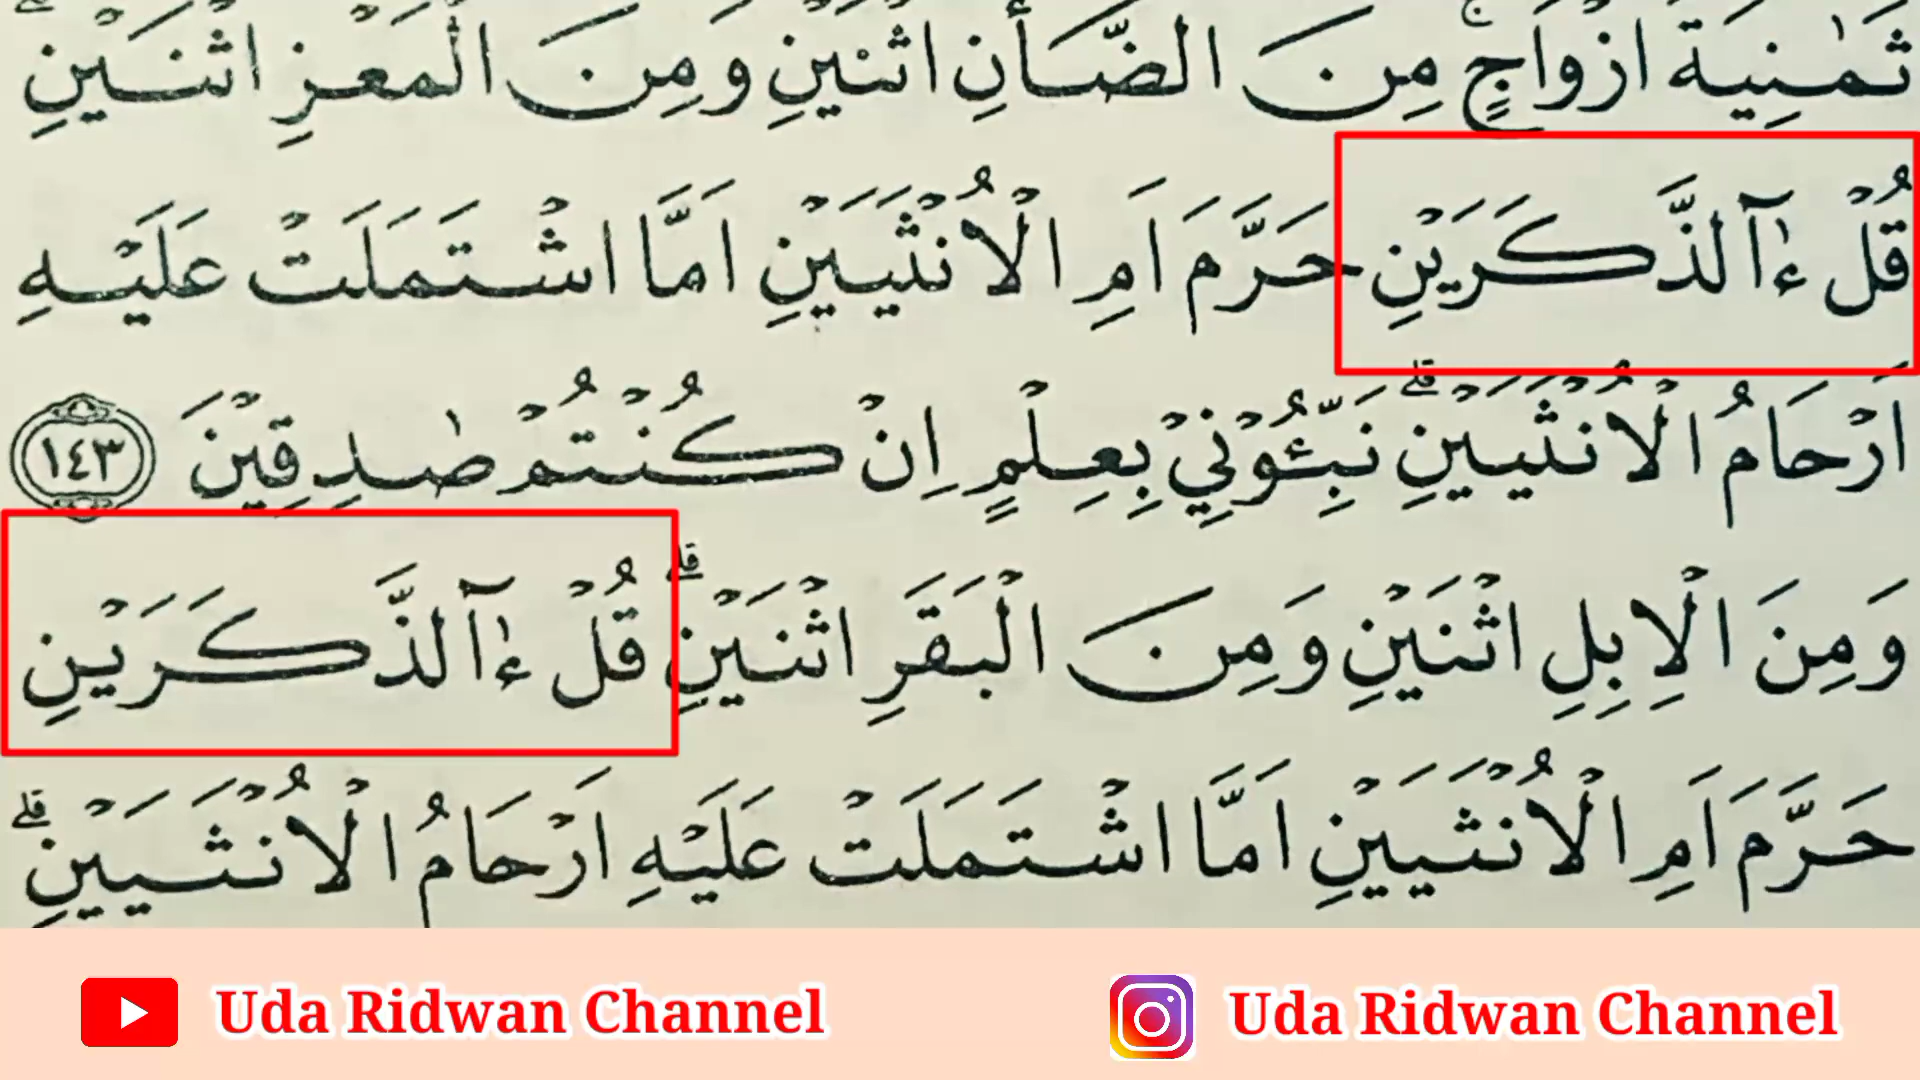 ثَمٰنِيَةَ اَزْوَاجٍۚ مِنَ الضَّأْنِ اثْنَيْنِ وَمِنَ الْمَعْزِ اثْنَيْنِۗ
قُلْ ءٰۤالذَّكَرَيْنِ حَرَّمَ اَمِ الْاُنْثَيَيْنِ اَمَّا اشْتَمَلَتْ عَلَيْهِ
اَرْحَامُ الْاُنْثَيَيْنِۗ نَبِّـُٔوْنِيْ بِعِلْمٍ اِنْ كُنْتُمْ صٰدِقِيْنَ ١٤٣
وَمِنَ الْاِبِلِ اثْنَيْنِ وَمِنَ الْبَقَرِ اثْنَيْنِۗ قُلْ ءٰۤالذَّكَرَيْنِ
حَرَّمَ اَمِ الْاُنْثَيَيْنِ اَمَّا اشْتَمَلَتْ عَلَيْهِ اَرْحَامُ الْاُنْثَيَيْنِۗ
Uda Ridwan Channel
Uda Ridwan Channel